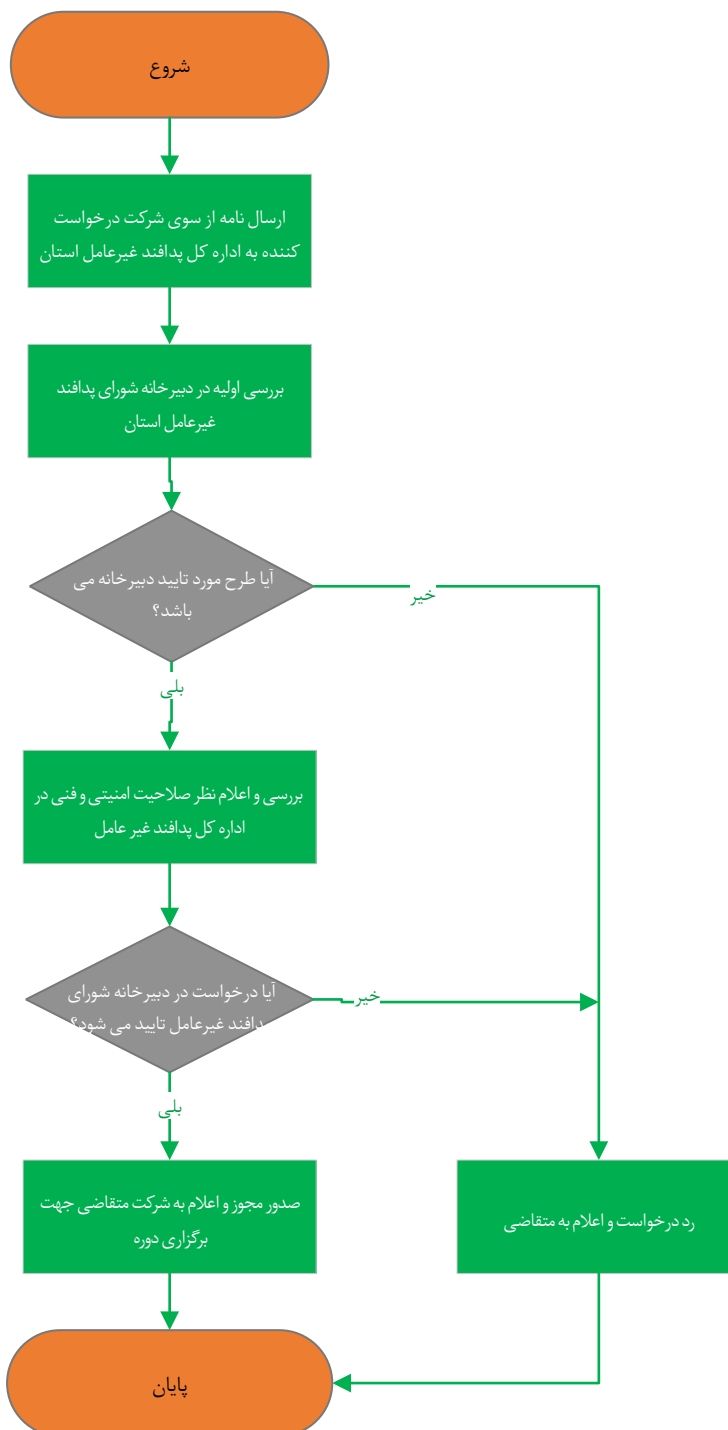 شروع
ارسال نامه از سوی شرکت درخواست
کننده به اداره کل پدافند غیرعامل استان
بررسی اولیه در دبیرخانه شورای پدافند
غیرعامل استان
آیا طرح مورد تایید دبیرخانه می
باشد؟
خیر
بلی
بررسی و اعلام نظر صلاحیت امنیتی و فنی در
اداره کل پدافند غیر عامل
آیا درخواست در دبیرخانه شورای
پدافند غیرعامل تایید می شود؟
خیر
بلی
صدور مجوز و اعلام به شرکت متقاضی جهت
برگزاری دوره
رد درخواست و اعلام به متقاضی
پایان